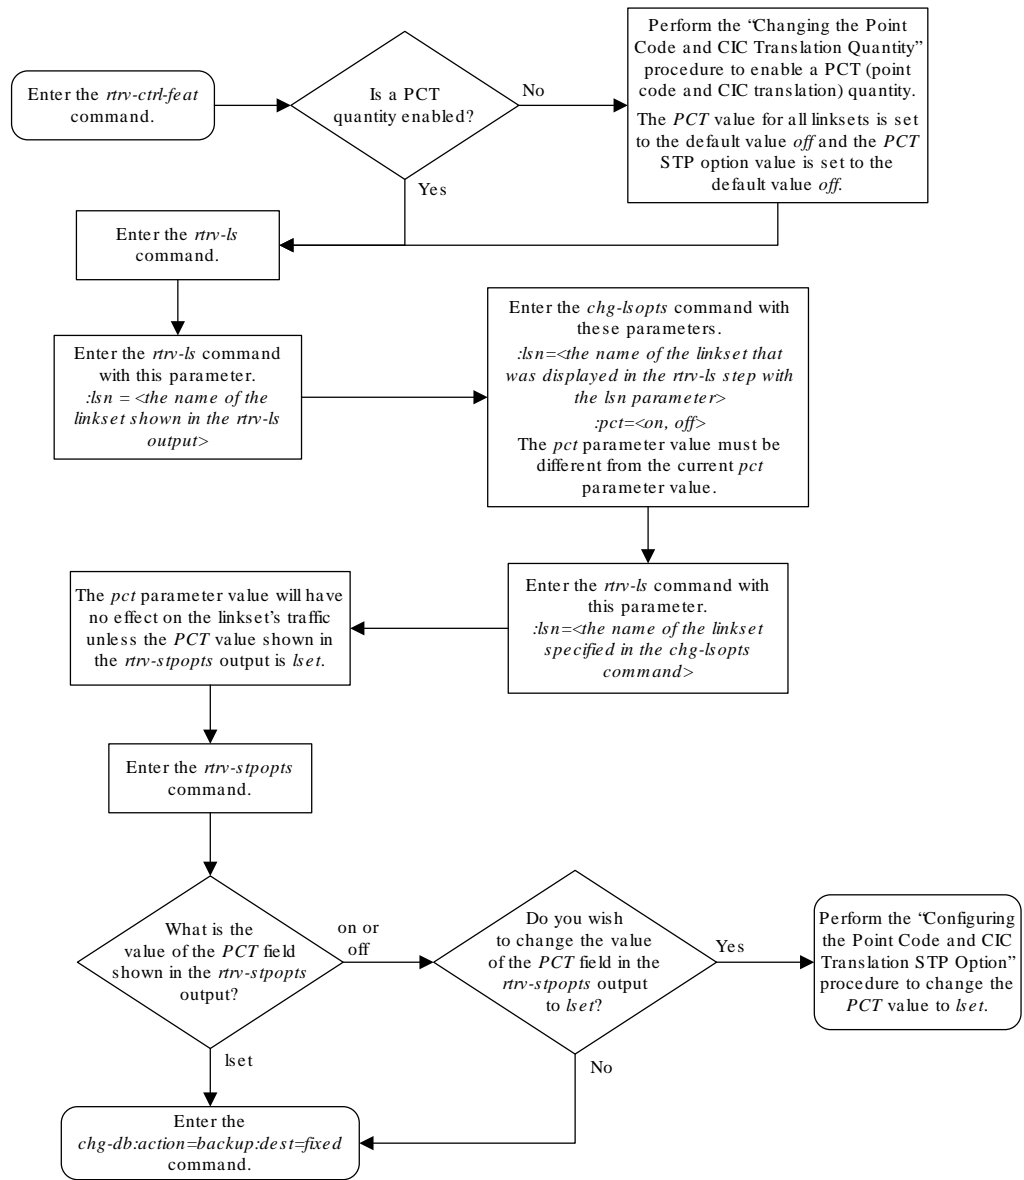 Enter the rtrv-ctrl-feat
command.
Is a PCT
quantity enabled?
No
Yes
Perform the “Changing the Point
Code and CIC Translation Quantity”
procedure to enable a PCT (point
code and CIC translation) quantity.
The PCT value for all linksets is set
to the default value off and the PCT
STP option value is set to the
default value off.
Enter the rtrv-ls
command.
Enter the rtrv-ls command
with this parameter.
:lsn = <the name of the
linkset shown in the rtrv-ls
output>
Enter the chg-lsopts command with
these parameters.
:lsn=<the name of the linkset that
was displayed in the rtrv-ls step with
the lsn parameter>
:pct=<on, off>
The pct parameter value must be
different from the current pct
parameter value.
Enter the rtrv-ls command with
this parameter.
:lsn=<the name of the linkset
specified in the chg-lsopts
command>
The pct parameter value will have
no effect on the linkset’s traffic
unless the PCT value shown in
the rtrv-stpopts output is lset.
Enter the rtrv-stpopts
command.
What is the
value of the PCT field
shown in the rtrv-stpopts
output?
on or
off
lset
Do you wish
to change the value
of the PCT field in the
rtrv-stpopts output
to lset?
Yes
No
Perform the “Configuring
the Point Code and CIC
Translation STP Option”
procedure to change the
PCT value to lset.
Enter the
chg-db:action=backup:dest=fixed
command.